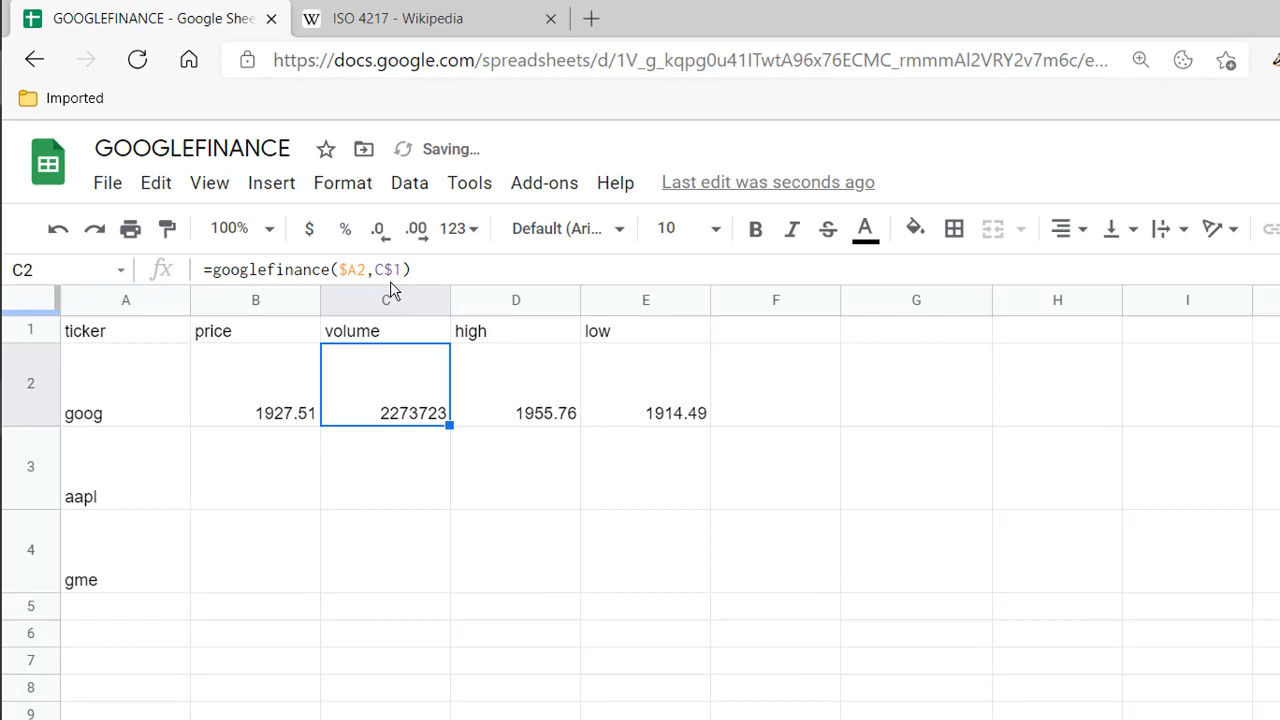 GOOGLEFINANCE - Google Shee
W ISO 4217 - Wikipedia
https://docs.google.com/spreadsheets/d/1V_g_kqpg0u41ITwtA96x76ECMC_rmmmAl2VRY2v7m6c/e...
Imported
GOOGLEFINANCE Saving...
File Edit View Insert Format Data Tools Add-ons Help Last edit was seconds ago
100% $ % .0 .00 123 Default (Ari... 10 B I S A
C2 fx =googlefinance($A2,C$1)
A B C D E F G H I
1 ticker price volume high low
2 goog 1927.51 2273723 1955.76 1914.49
3 aapl
4 gme
5
6
7
8
9